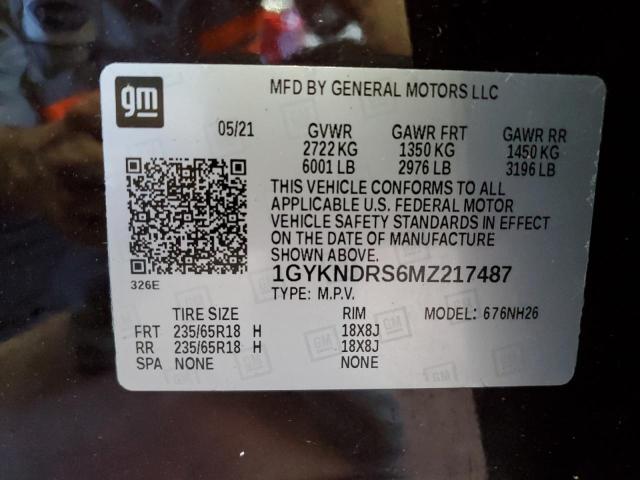 gm
MFD BY GENERAL MOTORS LLC
05/21 GVWR GAWR FRT GAWR RR
2722 KG 1350 KG 1450 KG
6001 LB 2976 LB 3196 LB
THIS VEHICLE CONFORMS TO ALL
APPLICABLE U.S. FEDERAL MOTOR
VEHICLE SAFETY STANDARDS IN EFFECT
ON THE DATE OF MANUFACTURE
SHOWN ABOVE.
326E
1GYKNDRS6MZ217487
TYPE: M.P.V.
TIRE SIZE RIM MODEL: 676NH26
FRT 235/65R18 H 18X8J
RR 235/65R18 H 18X8J
SPA NONE NONE